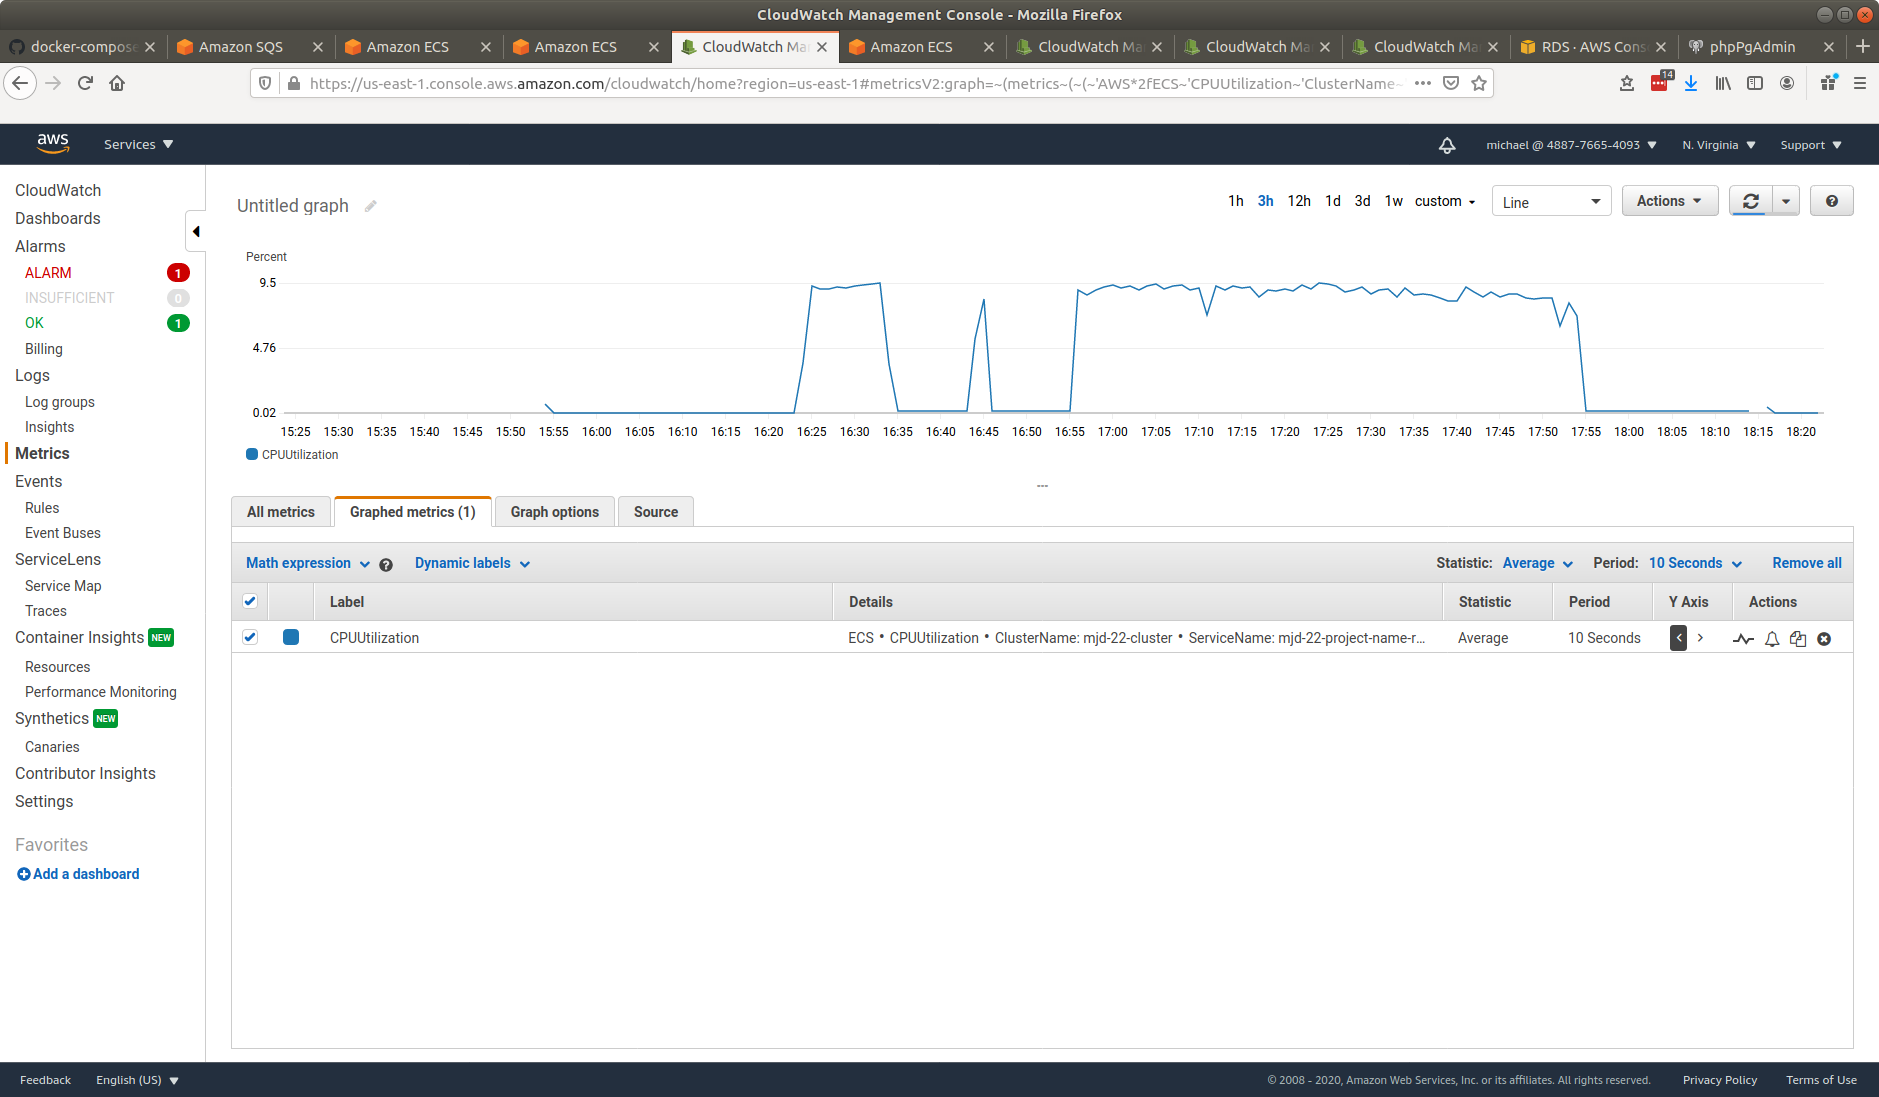 CloudWatch Management Console - Mozilla Firefox
docker-compose
Amazon SQS
Amazon ECS
Amazon ECS
CloudWatch Ma
Amazon ECS
CloudWatch Ma
CloudWatch Ma
CloudWatch Ma
RDS · AWS Cons
phpPgAdmin
https://us-east-1.console.aws.amazon.com/cloudwatch/home?region=us-east-1#metricsV2:graph=~(metrics~(~(~'AWS*2fECS~'CPUUtilization~'ClusterName~
14
aws
Services
michael @ 4887-7665-4093
N. Virginia
Support
CloudWatch
Dashboards
Alarms
ALARM 1
INSUFFICIENT 0
OK 1
Billing
Logs
Log groups
Insights
Metrics
Events
Rules
Event Buses
ServiceLens
Service Map
Traces
Container Insights NEW
Resources
Performance Monitoring
Synthetics NEW
Canaries
Contributor Insights
Settings
Favorites
Add a dashboard
Untitled graph
1h 3h 12h 1d 3d 1w custom
Line
Actions
?
Percent
9.5
4.76
0.02
15:25 15:30 15:35 15:40 15:45 15:50 15:55 16:00 16:05 16:10 16:15 16:20 16:25 16:30 16:35 16:40 16:45 16:50 16:55 17:00 17:05 17:10 17:15 17:20 17:25 17:30 17:35 17:40 17:45 17:50 17:55 18:00 18:05 18:10 18:15 18:20
CPUUtilization
All metrics
Graphed metrics (1)
Graph options
Source
Math expression ?
Dynamic labels
Statistic: Average
Period: 10 Seconds
Remove all
Label Details Statistic Period Y Axis Actions
CPUUtilization ECS • CPUUtilization • ClusterName: mjd-22-cluster • ServiceName: mjd-22-project-name-r... Average 10 Seconds
Feedback
English (US)
© 2008 - 2020, Amazon Web Services, Inc. or its affiliates. All rights reserved.
Privacy Policy
Terms of Use